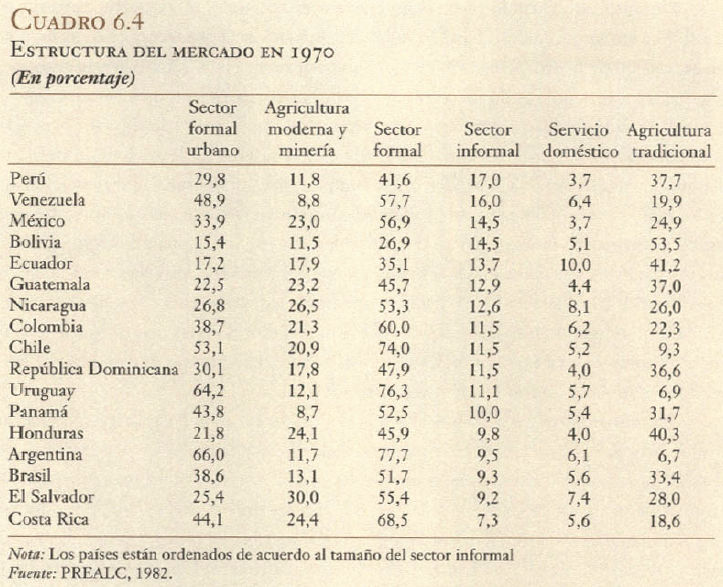 CUADRO 6.4
ESTRUCTURA DEL MERCADO EN 1970
(En porcentaje)
Sector Agricultura
formal moderna y Sector Sector Servicio Agricultura
urbano minería formal informal doméstico tradicional
Perú 29,8 11,8 41,6 17,0 3,7 37,7
Venezuela 48,9 8,8 57,7 16,0 6,4 19,9
México 33,9 23,0 56,9 14,5 3,7 24,9
Bolivia 15,4 11,5 26,9 14,5 5,1 53,5
Ecuador 17,2 17,9 35,1 13,7 10,0 41,2
Guatemala 22,5 23,2 45,7 12,9 4,4 37,0
Nicaragua 26,8 26,5 53,3 12,6 8,1 26,0
Colombia 38,7 21,3 60,0 11,5 6,2 22,3
Chile 53,1 20,9 74,0 11,5 5,2 9,3
República Dominicana 30,1 17,8 47,9 11,5 4,0 36,6
Uruguay 64,2 12,1 76,3 11,1 5,7 6,9
Panamá 43,8 8,7 52,5 10,0 5,4 31,7
Honduras 21,8 24,1 45,9 9,8 4,0 40,3
Argentina 66,0 11,7 77,7 9,5 6,1 6,7
Brasil 38,6 13,1 51,7 9,3 5,6 33,4
El Salvador 25,4 30,0 55,4 9,2 7,4 28,0
Costa Rica 44,1 24,4 68,5 7,3 5,6 18,6
Nota: Los países están ordenados de acuerdo al tamaño del sector informal
Fuente: PREALC, 1982.